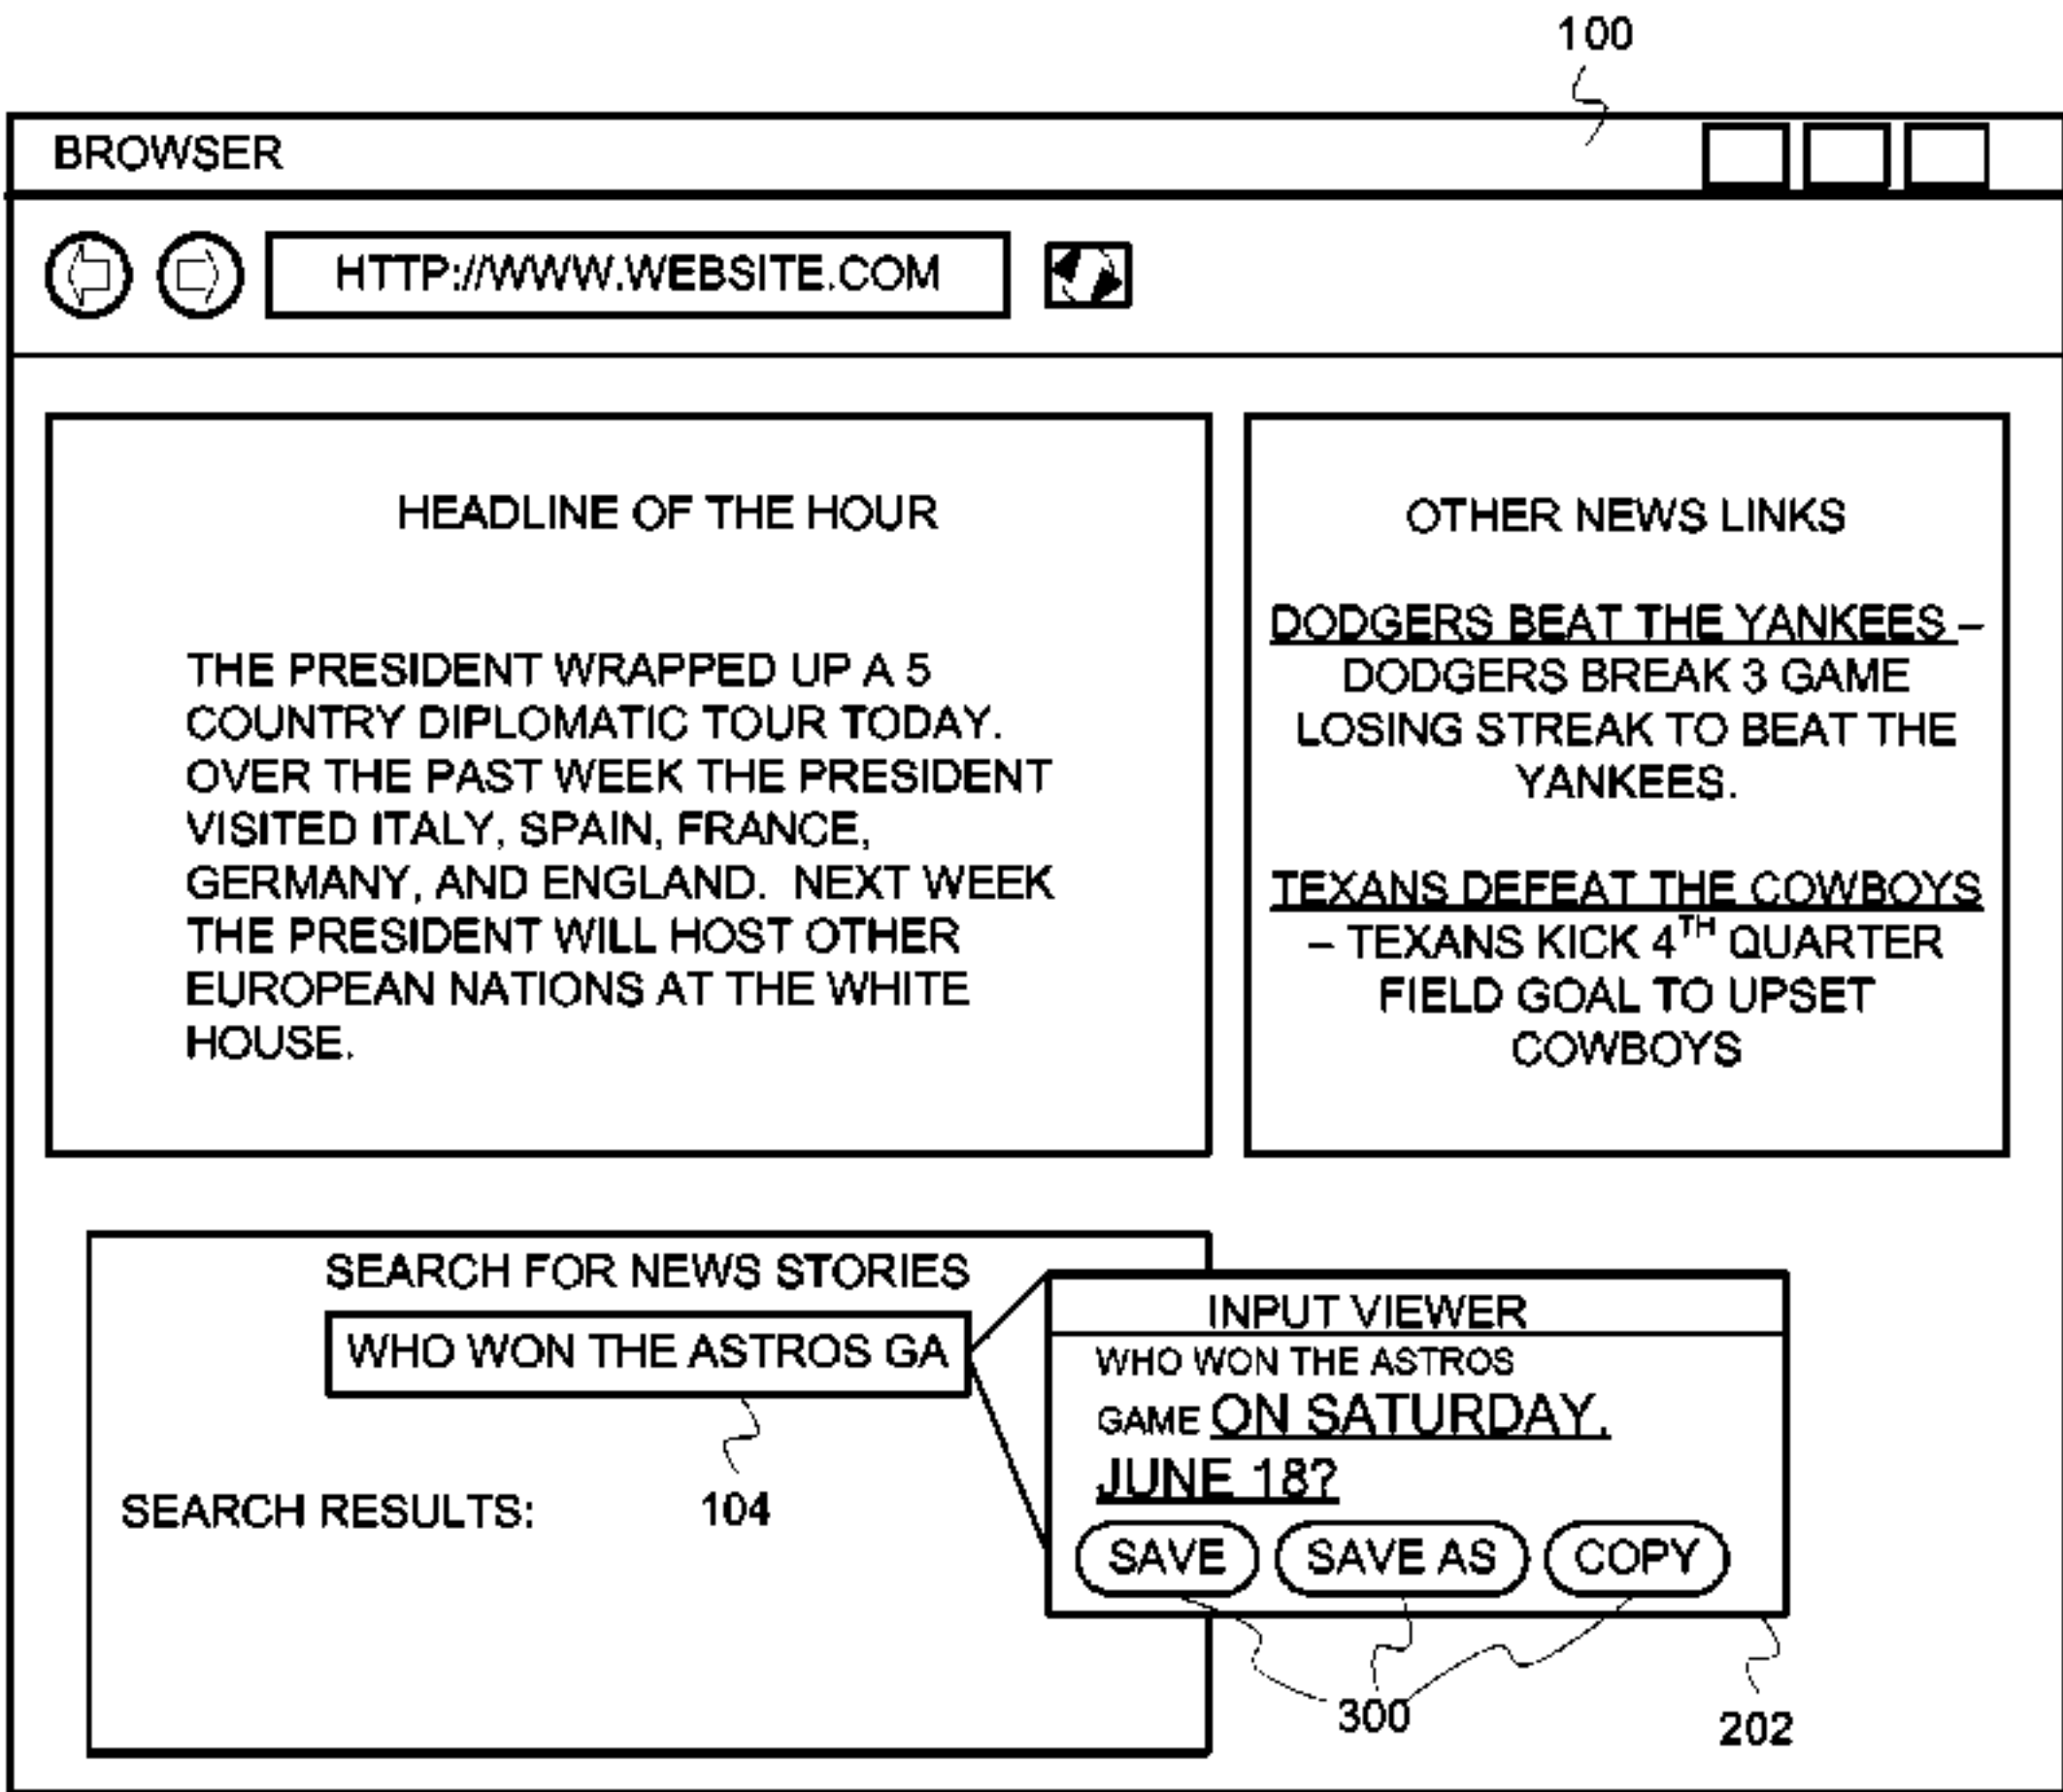 100
BROWSER
HTTP://WWW.WEBSITE.COM
HEADLINE OF THE HOUR
THE PRESIDENT WRAPPED UP A 5
COUNTRY DIPLOMATIC TOUR TODAY.
OVER THE PAST WEEK THE PRESIDENT
VISITED ITALY, SPAIN, FRANCE,
GERMANY, AND ENGLAND. NEXT WEEK
THE PRESIDENT WILL HOST OTHER
EUROPEAN NATIONS AT THE WHITE
HOUSE.
OTHER NEWS LINKS
DODGERS BEAT THE YANKEES –
DODGERS BREAK 3 GAME
LOSING STREAK TO BEAT THE
YANKEES.
TEXANS DEFEAT THE COWBOYS
– TEXANS KICK 4TH QUARTER
FIELD GOAL TO UPSET
COWBOYS
SEARCH FOR NEWS STORIES
WHO WON THE ASTROS GA
104
SEARCH RESULTS:
INPUT VIEWER
WHO WON THE ASTROS
GAME ON SATURDAY,
JUNE 18?
SAVE
SAVE AS
COPY
300
202